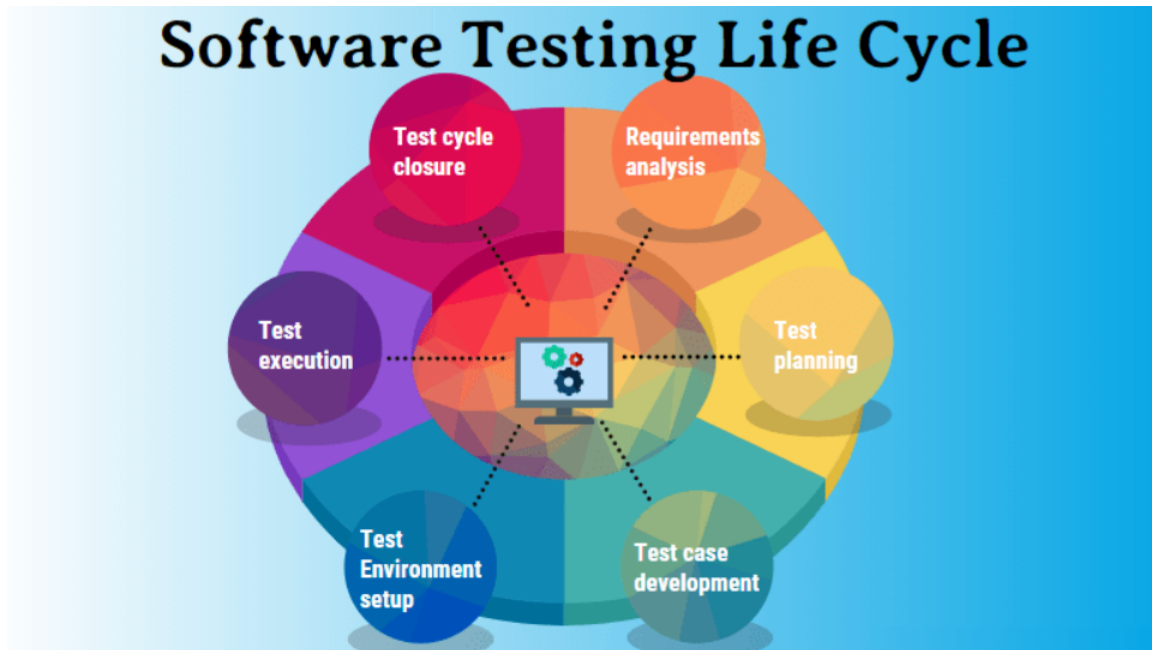 Software Testing Life Cycle
Test cycle
closure
Requirements
analysis
Test
execution
Test
planning
Test
Environment
setup
Test case
development